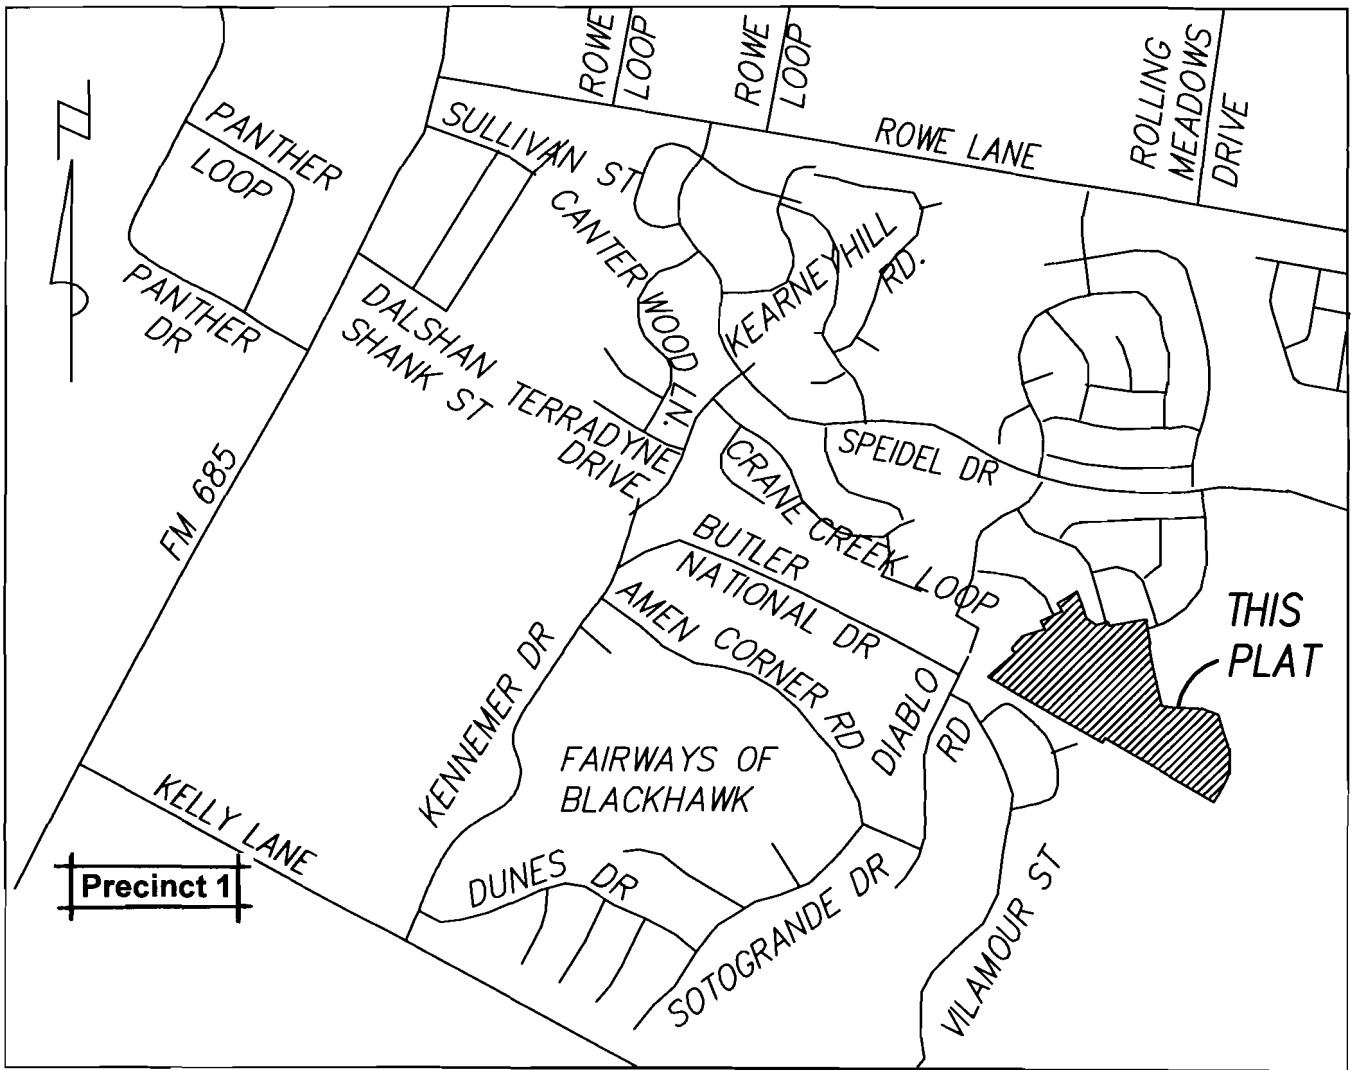 ROWE
LOOP
ROWE
LOOP
ROLLING
MEADOWS
DRIVE
N
PANTHER
LOOP
SULLIVAN ST
ROWE LANE
CANTER WOOD LN.
KEARNEYHILL
RD.
PANTHER
DR
DALSHAN
SHANK ST
TERRADYNE
DRIVE
SPEIDEL DR
CRANE CREEK LOOP
FM 685
BUTLER
NATIONAL DR
AMEN CORNER RD
THIS
PLAT
KENNEMER DR
DIABLO
RD
FAIRWAYS OF
BLACKHAWK
KELLY LANE
Precinct 1
DUNES DR
SOTOGRANDE DR
VILAMOUR ST